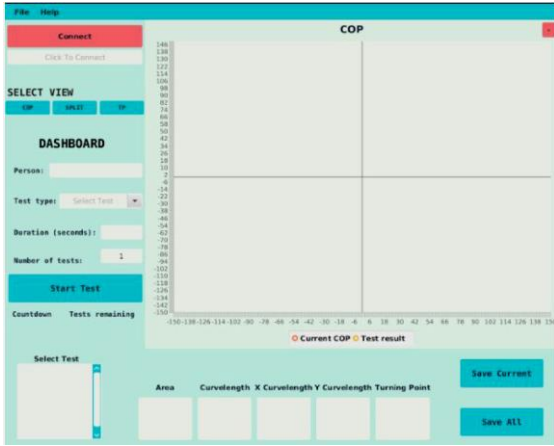 File Help
Connect
Click To Connect
SELECT VIEW
COP SPLIT
DASHBOARD
Person:
Test type: Select Test
Duration (seconds):
Number of tests: 1
Start Test
Countdown Tests remaining
COP
146
138
130
122
114
106
98
90
82
74
66
58
50
42
34
26
18
10
2
-6
-14
-22
-30
-38
-46
-54
-62
-70
-78
-86
-94
-102
-110
-118
-126
-134
-142
-150
-150 -138 -126 -114 -102 -90 -78 -66 -54 -42 -30 -18 -6 6 18 30 42 54 66 78 90 102 114 126 138
Current COP Test result
Select Test
Area Curvelength X Curvelength Y Curvelength Turning Point
Save Current
Save All